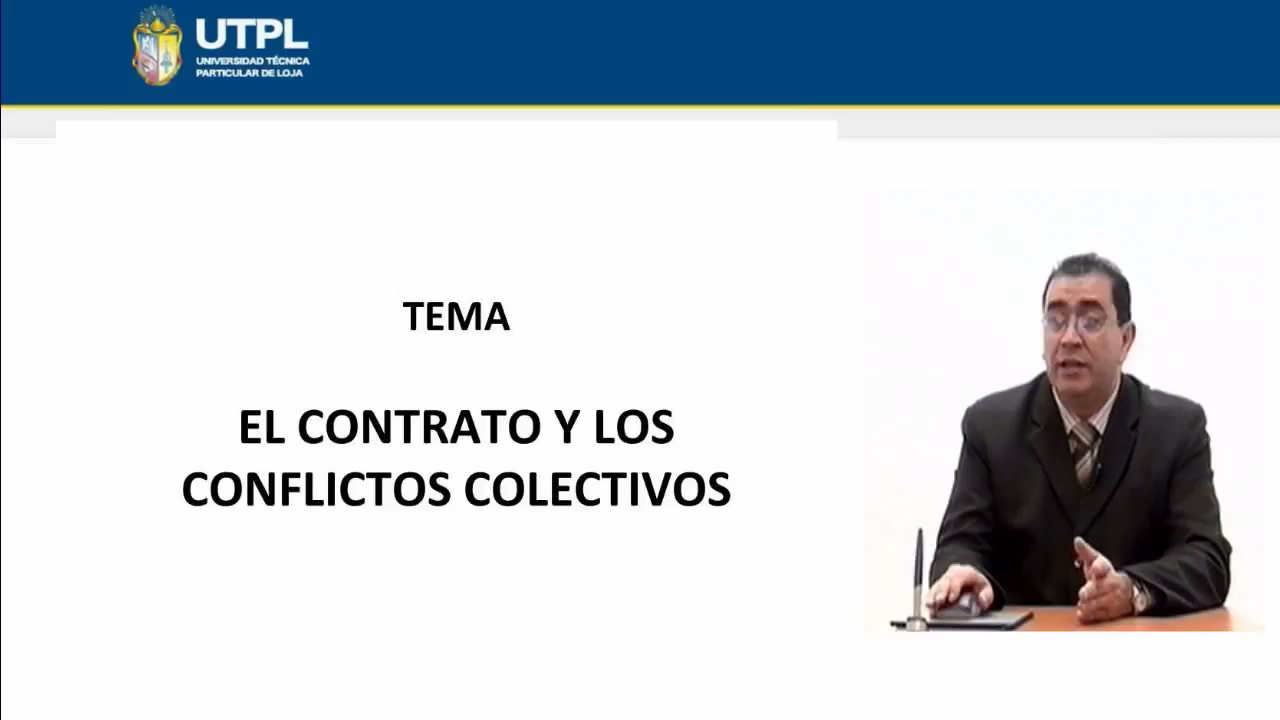 UTPL
UNIVERSIDAD TÉCNICA
PARTICULAR DE LOJA
TEMA
EL CONTRATO Y LOS
CONFLICTOS COLECTIVOS